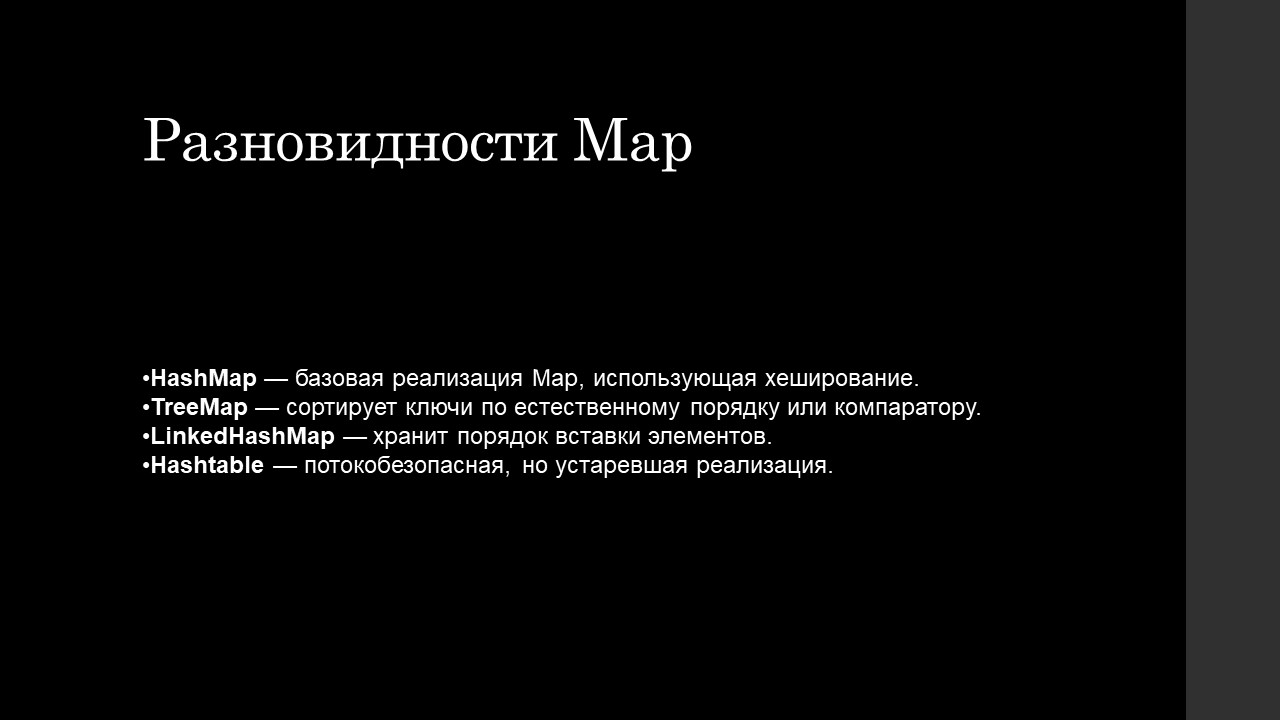 Разновидности Map
•HashMap — базовая реализация Map, использующая хеширование.
•TreeMap — сортирует ключи по естественному порядку или компаратору.
•LinkedHashMap — хранит порядок вставки элементов.
•Hashtable — потокобезопасная, но устаревшая реализация.